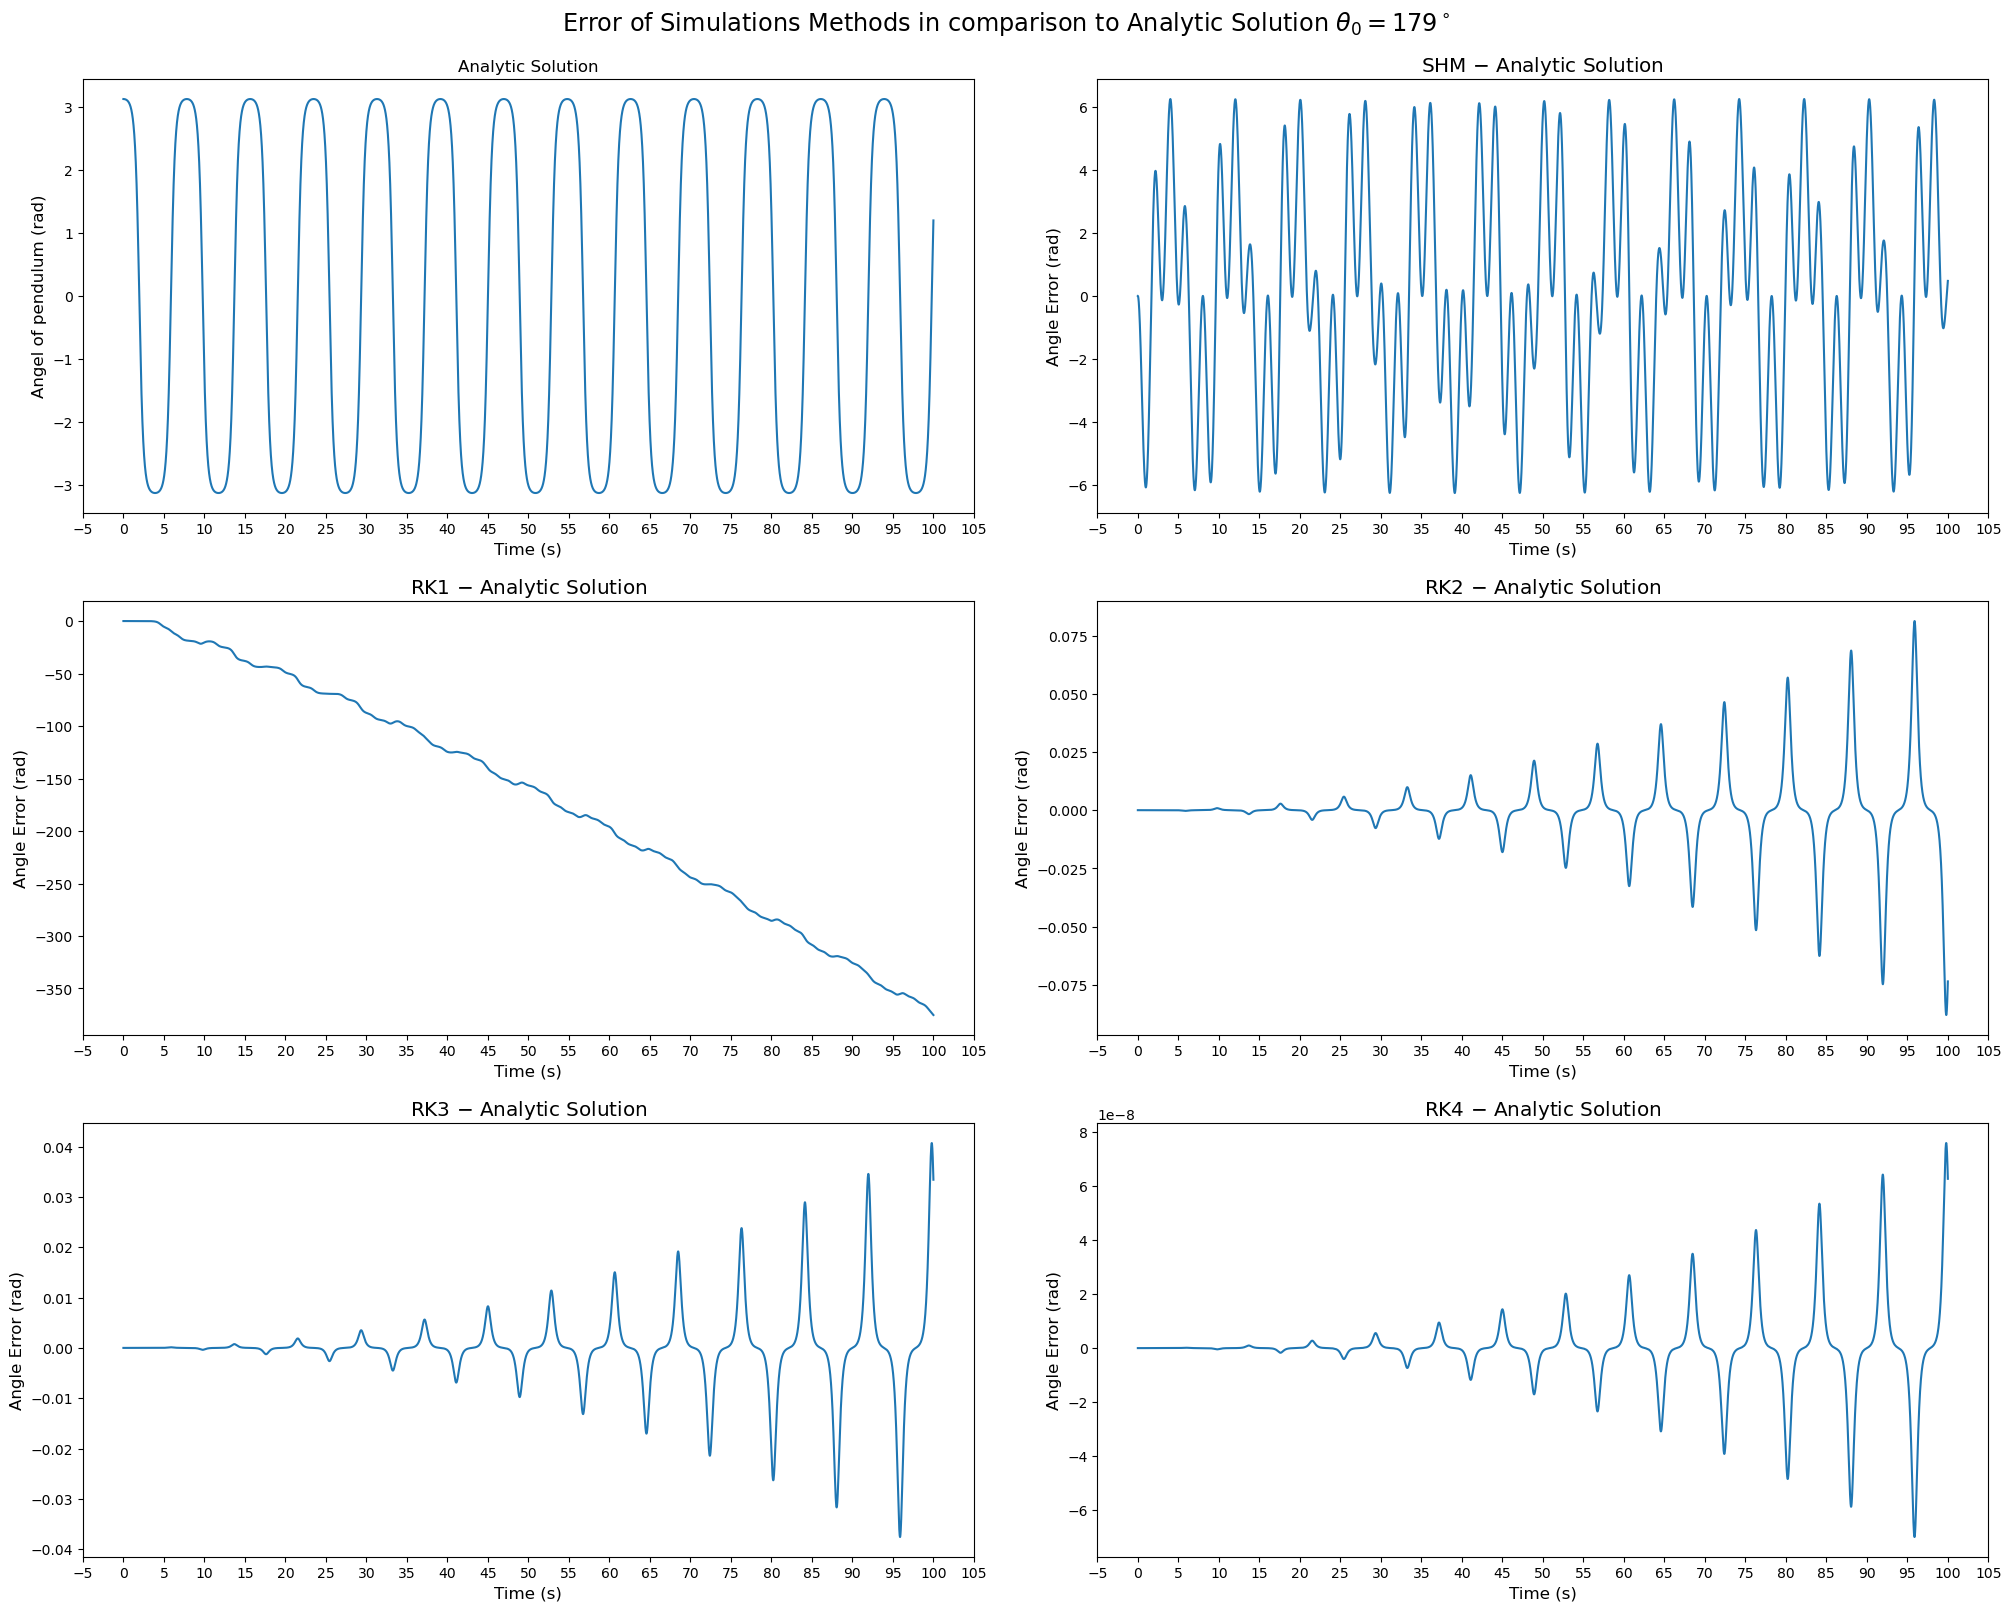 Error of Simulations Methods in comparison to Analytic Solution θ₀ = 179°
Analytic Solution
Angel of pendulum (rad)
3
2
1
0
−1
−2
−3
−5 0 5 10 15 20 25 30 35 40 45 50 55 60 65 70 75 80 85 90 95 100 105
Time (s)
SHM − Analytic Solution
Angle Error (rad)
6
4
2
0
−2
−4
−6
−5 0 5 10 15 20 25 30 35 40 45 50 55 60 65 70 75 80 85 90 95 100 105
Time (s)
RK1 − Analytic Solution
Angle Error (rad)
0
−50
−100
−150
−200
−250
−300
−350
−5 0 5 10 15 20 25 30 35 40 45 50 55 60 65 70 75 80 85 90 95 100 105
Time (s)
RK2 − Analytic Solution
Angle Error (rad)
0.075
0.050
0.025
0.000
−0.025
−0.050
−0.075
−5 0 5 10 15 20 25 30 35 40 45 50 55 60 65 70 75 80 85 90 95 100 105
Time (s)
RK3 − Analytic Solution
Angle Error (rad)
0.04
0.03
0.02
0.01
0.00
−0.01
−0.02
−0.03
−0.04
−5 0 5 10 15 20 25 30 35 40 45 50 55 60 65 70 75 80 85 90 95 100 105
Time (s)
RK4 − Analytic Solution
1e−8
Angle Error (rad)
8
6
4
2
0
−2
−4
−6
−5 0 5 10 15 20 25 30 35 40 45 50 55 60 65 70 75 80 85 90 95 100 105
Time (s)